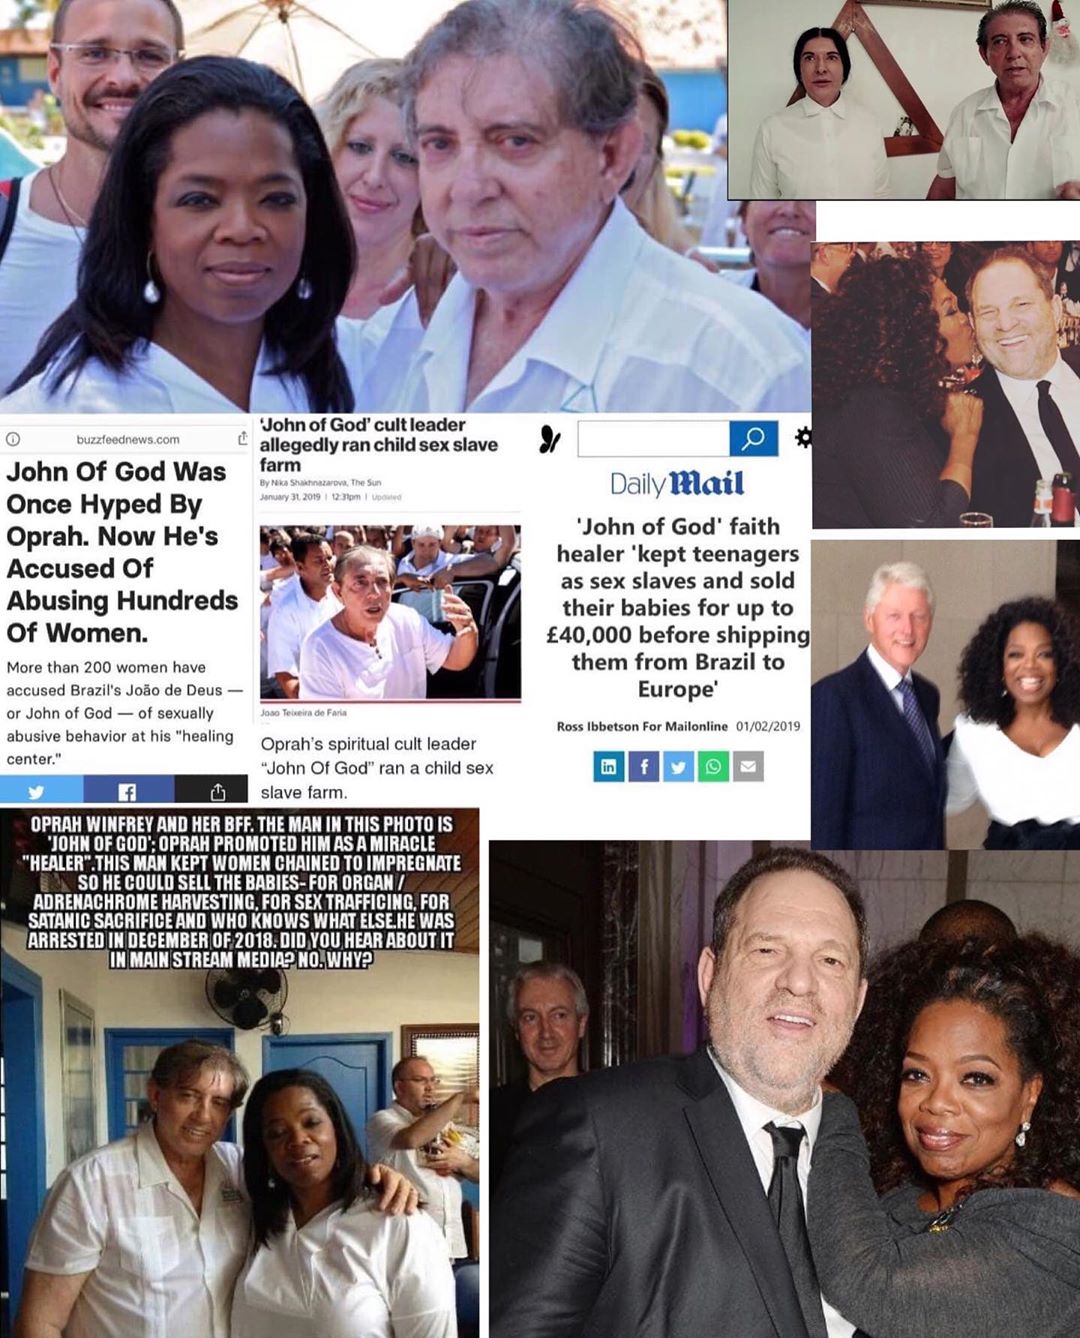 buzzfeednews.com
John Of God Was
Once Hyped By
Oprah. Now He's
Accused Of
Abusing Hundreds
Of Women.
More than 200 women have
accused Brazil's João de Deus —
or John of God — of sexually
abusive behavior at his "healing
center."
'John of God' cult leader
allegedly ran child sex slave
farm
By Nika Shakhnazarova, The Sun
January 31, 2019 | 12:31pm | Updated
Joao Teixeira de Faria
Oprah's spiritual cult leader
"John Of God" ran a child sex
slave farm.
Daily Mail
'John of God' faith
healer 'kept teenagers
as sex slaves and sold
their babies for up to
£40,000 before shipping
them from Brazil to
Europe'
Ross Ibbetson For Mailonline 01/02/2019
in f
OPRAH WINFREY AND HER BFF. THE MAN IN THIS PHOTO IS
'JOHN OF GOD'; OPRAH PROMOTED HIM AS A MIRACLE
"HEALER".THIS MAN KEPT WOMEN CHAINED TO IMPREGNATE
SO HE COULD SELL THE BABIES-FOR ORGAN /
ADRENACHROME HARVESTING, FOR SEX TRAFFICING, FOR
SATANIC SACRIFICE AND WHO KNOWS WHAT ELSE.HE WAS
ARRESTED IN DECEMBER OF 2018. DID YOU HEAR ABOUT IT
IN MAIN STREAM MEDIA? NO. WHY?